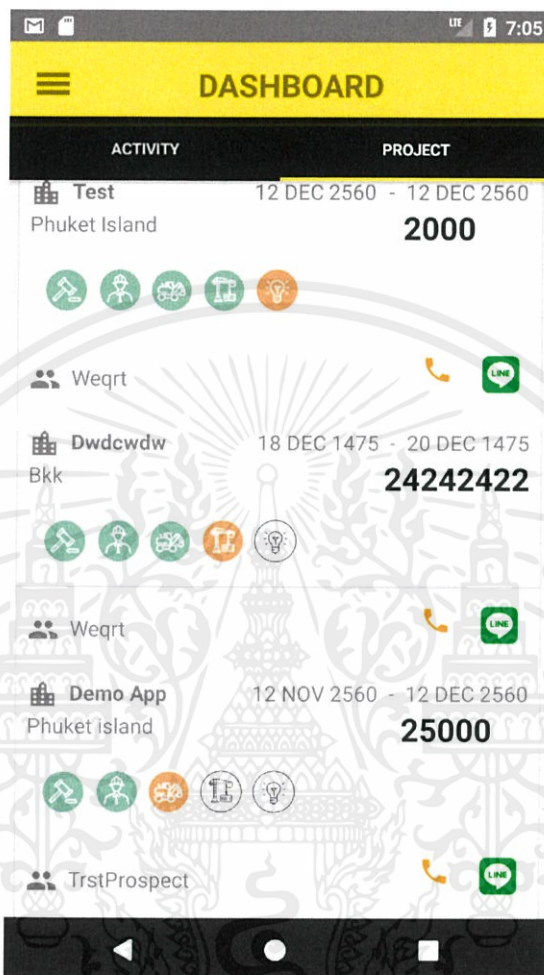 LTE 7:05
DASHBOARD
ACTIVITY PROJECT
Test 12 DEC 2560 - 12 DEC 2560
Phuket Island 2000
Weqrt LINE
Dwdcwdw 18 DEC 1475 - 20 DEC 1475
Bkk 24242422
Weqrt LINE
Demo App 12 NOV 2560 - 12 DEC 2560
Phuket island 25000
TrstProspect LINE